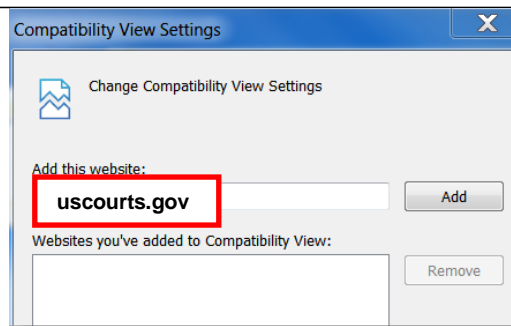 Compatibility View Settings
X
Change Compatibility View Settings
Add this website:
uscourts.gov
Add
Websites you've added to Compatibility View:
Remove